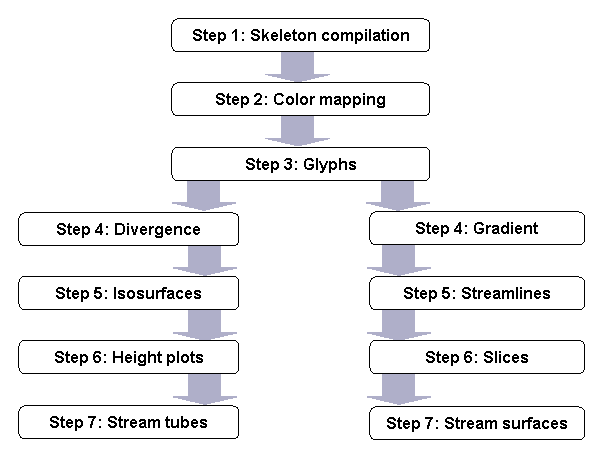 Step 1: Skeleton compilation
Step 2: Color mapping
Step 3: Glyphs
Step 4: Divergence
Step 4: Gradient
Step 5: Isosurfaces
Step 5: Streamlines
Step 6: Height plots
Step 6: Slices
Step 7: Stream tubes
Step 7: Stream surfaces